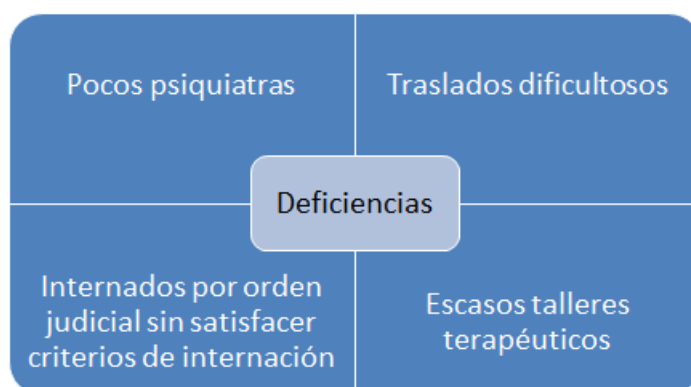 Pocos psiquiatras
Traslados dificultosos
Deficiencias
Internados por orden
judicial sin satisfacer
criterios de internación
Escasos talleres
terapéuticos